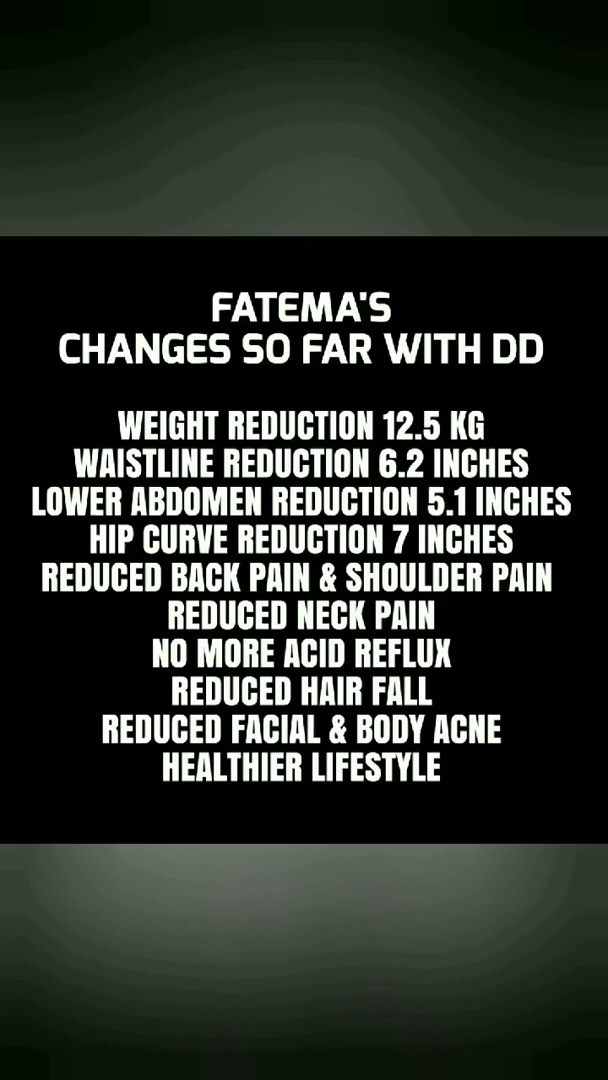 FATEMA'S
CHANGES SO FAR WITH DD
WEIGHT REDUCTION 12.5 KG
WAISTLINE REDUCTION 6.2 INCHES
LOWER ABDOMEN REDUCTION 5.1 INCHES
HIP CURVE REDUCTION 7 INCHES
REDUCED BACK PAIN & SHOULDER PAIN
REDUCED NECK PAIN
NO MORE ACID REFLUX
REDUCED HAIR FALL
REDUCED FACIAL & BODY ACNE
HEALTHIER LIFESTYLE